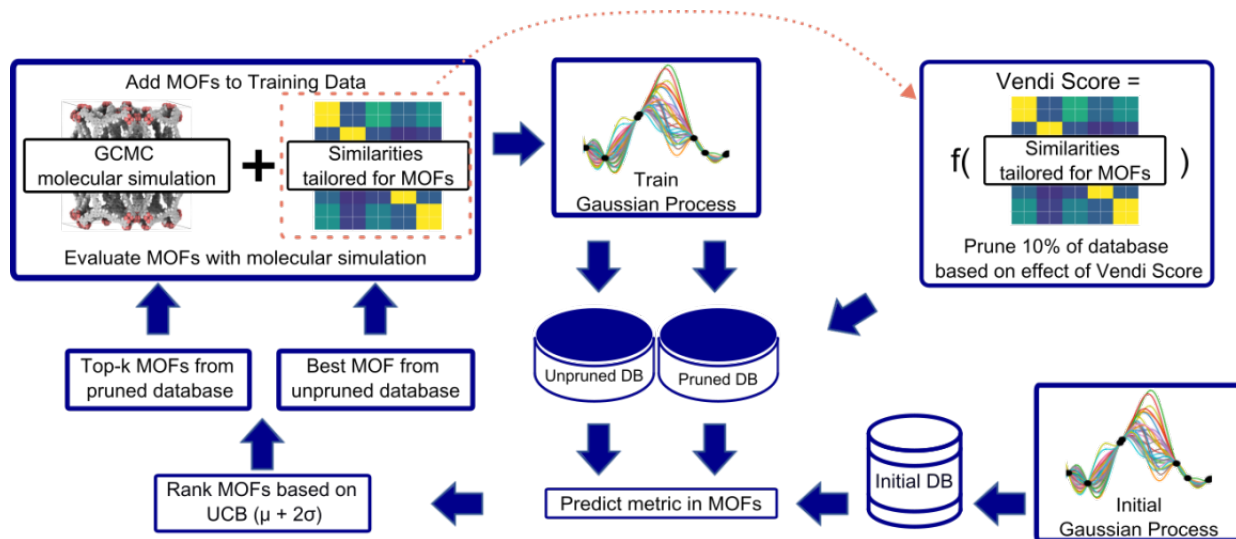 Add MOFs to Training Data
GCMC
molecular simulation
+
Similarities
tailored for MOFs
Evaluate MOFs with molecular simulation
Train
Gaussian Process
Vendi Score =
f(
Similarities
tailored for MOFs
)
Prune 10% of database
based on effect of Vendi Score
Top-k MOFs from
pruned database
Best MOF from
unpruned database
Unpruned DB
Pruned DB
Rank MOFs based on
UCB (μ + 2σ)
Predict metric in MOFs
Initial DB
Initial
Gaussian Process